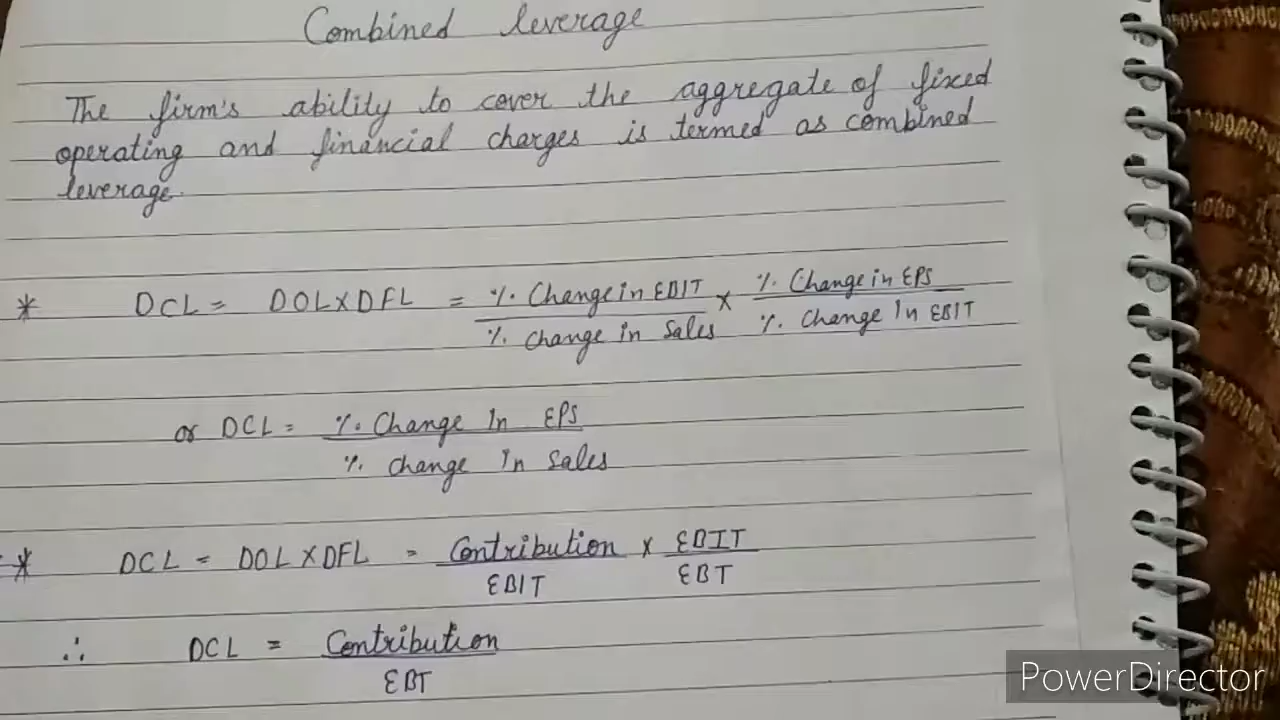 Combined leverage
The firm's ability to cover the aggregate of fixed
operating and financial charges is termed as combined
leverage.
* DCL = DOL X DFL = % Change in EBIT / % Change in Sales × % Change in EPS / % Change In EBIT
or DCL = % Change In EPS / % Change In Sales
* DCL = DOL X DFL = Contribution / EBIT × EBIT / EBT
∴ DCL = Contribution / EBT
PowerDirector